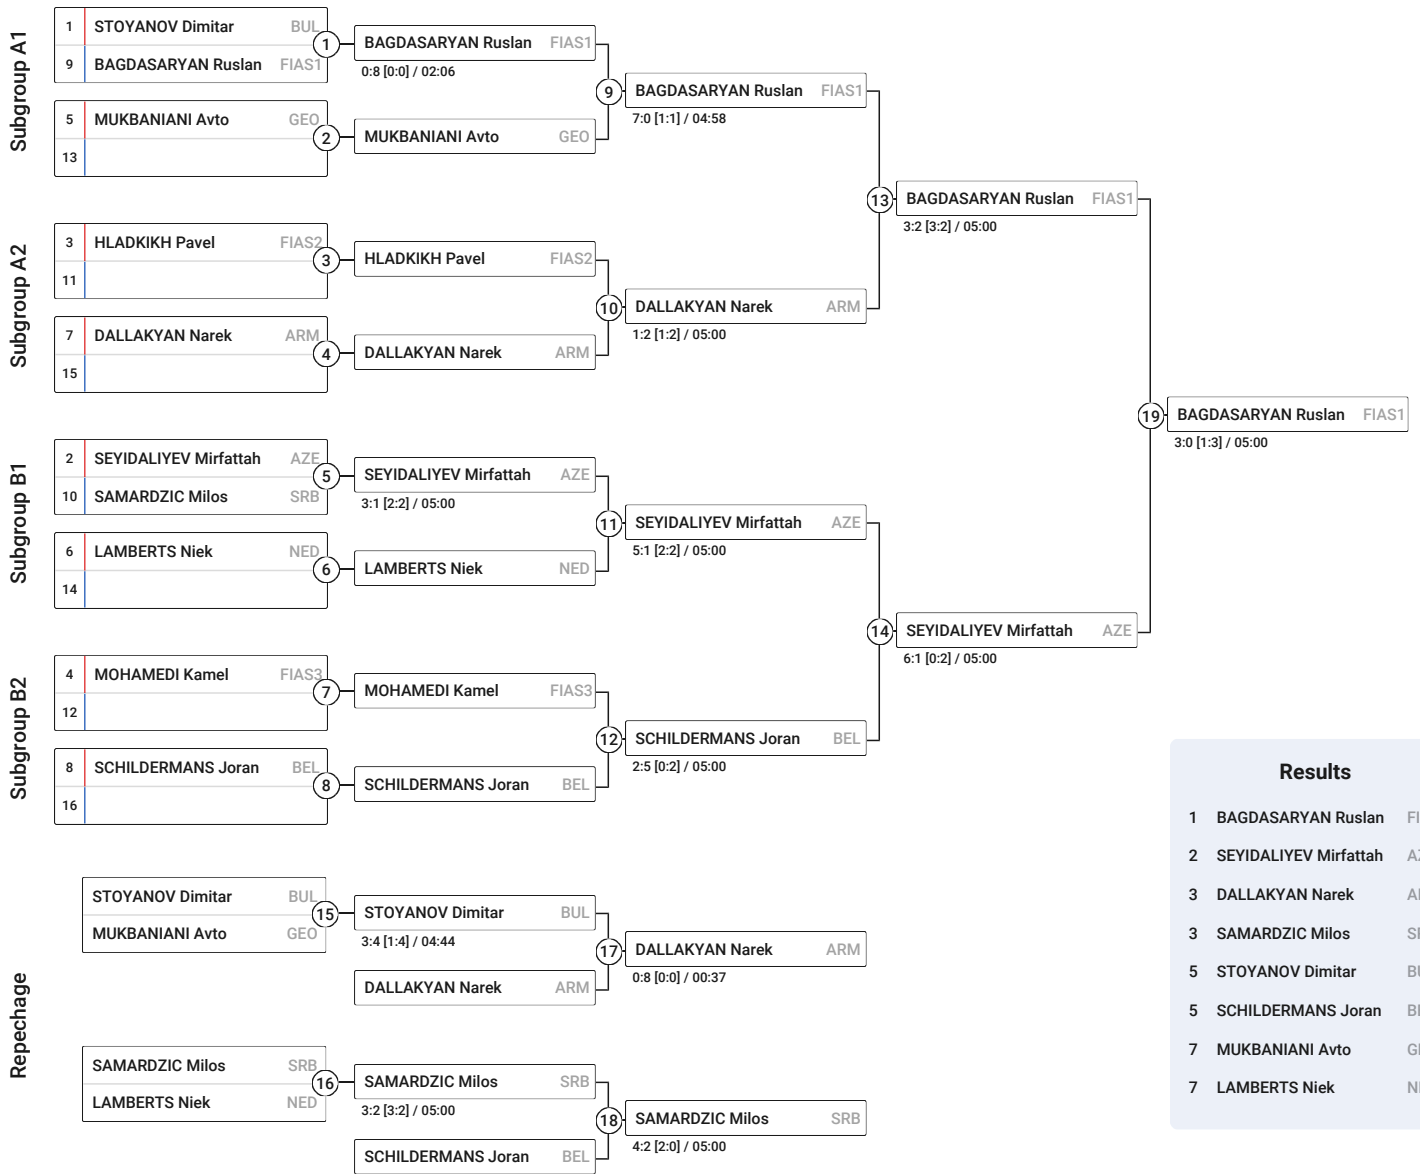 Subgroup A1
1 STOYANOV Dimitar BUL
9 BAGDASARYAN Ruslan FIAS1
1
BAGDASARYAN Ruslan FIAS1
0:8 [0:0] / 02:06
5 MUKBANIANI Avto GEO
13
2
MUKBANIANI Avto GEO
9
BAGDASARYAN Ruslan FIAS1
7:0 [1:1] / 04:58
Subgroup A2
3 HLADKIKH Pavel FIAS2
11
3
HLADKIKH Pavel FIAS2
7 DALLAKYAN Narek ARM
15
4
DALLAKYAN Narek ARM
10
DALLAKYAN Narek ARM
1:2 [1:2] / 05:00
13
BAGDASARYAN Ruslan FIAS1
3:2 [3:2] / 05:00
Subgroup B1
2 SEYIDALIYEV Mirfattah AZE
10 SAMARDZIC Milos SRB
5
SEYIDALIYEV Mirfattah AZE
3:1 [2:2] / 05:00
6 LAMBERTS Niek NED
14
6
LAMBERTS Niek NED
11
SEYIDALIYEV Mirfattah AZE
5:1 [2:2] / 05:00
Subgroup B2
4 MOHAMEDI Kamel FIAS3
12
7
MOHAMEDI Kamel FIAS3
8 SCHILDERMANS Joran BEL
16
8
SCHILDERMANS Joran BEL
12
SCHILDERMANS Joran BEL
2:5 [0:2] / 05:00
14
SEYIDALIYEV Mirfattah AZE
6:1 [0:2] / 05:00
19
BAGDASARYAN Ruslan FIAS1
3:0 [1:3] / 05:00
Repechage
STOYANOV Dimitar BUL
MUKBANIANI Avto GEO
15
STOYANOV Dimitar BUL
3:4 [1:4] / 04:44
DALLAKYAN Narek ARM
17
DALLAKYAN Narek ARM
0:8 [0:0] / 00:37
SAMARDZIC Milos SRB
LAMBERTS Niek NED
16
SAMARDZIC Milos SRB
3:2 [3:2] / 05:00
SCHILDERMANS Joran BEL
18
SAMARDZIC Milos SRB
4:2 [2:0] / 05:00
Results
1 BAGDASARYAN Ruslan
2 SEYIDALIYEV Mirfattah
3 DALLAKYAN Narek
3 SAMARDZIC Milos
5 STOYANOV Dimitar
5 SCHILDERMANS Joran
7 MUKBANIANI Avto
7 LAMBERTS Niek